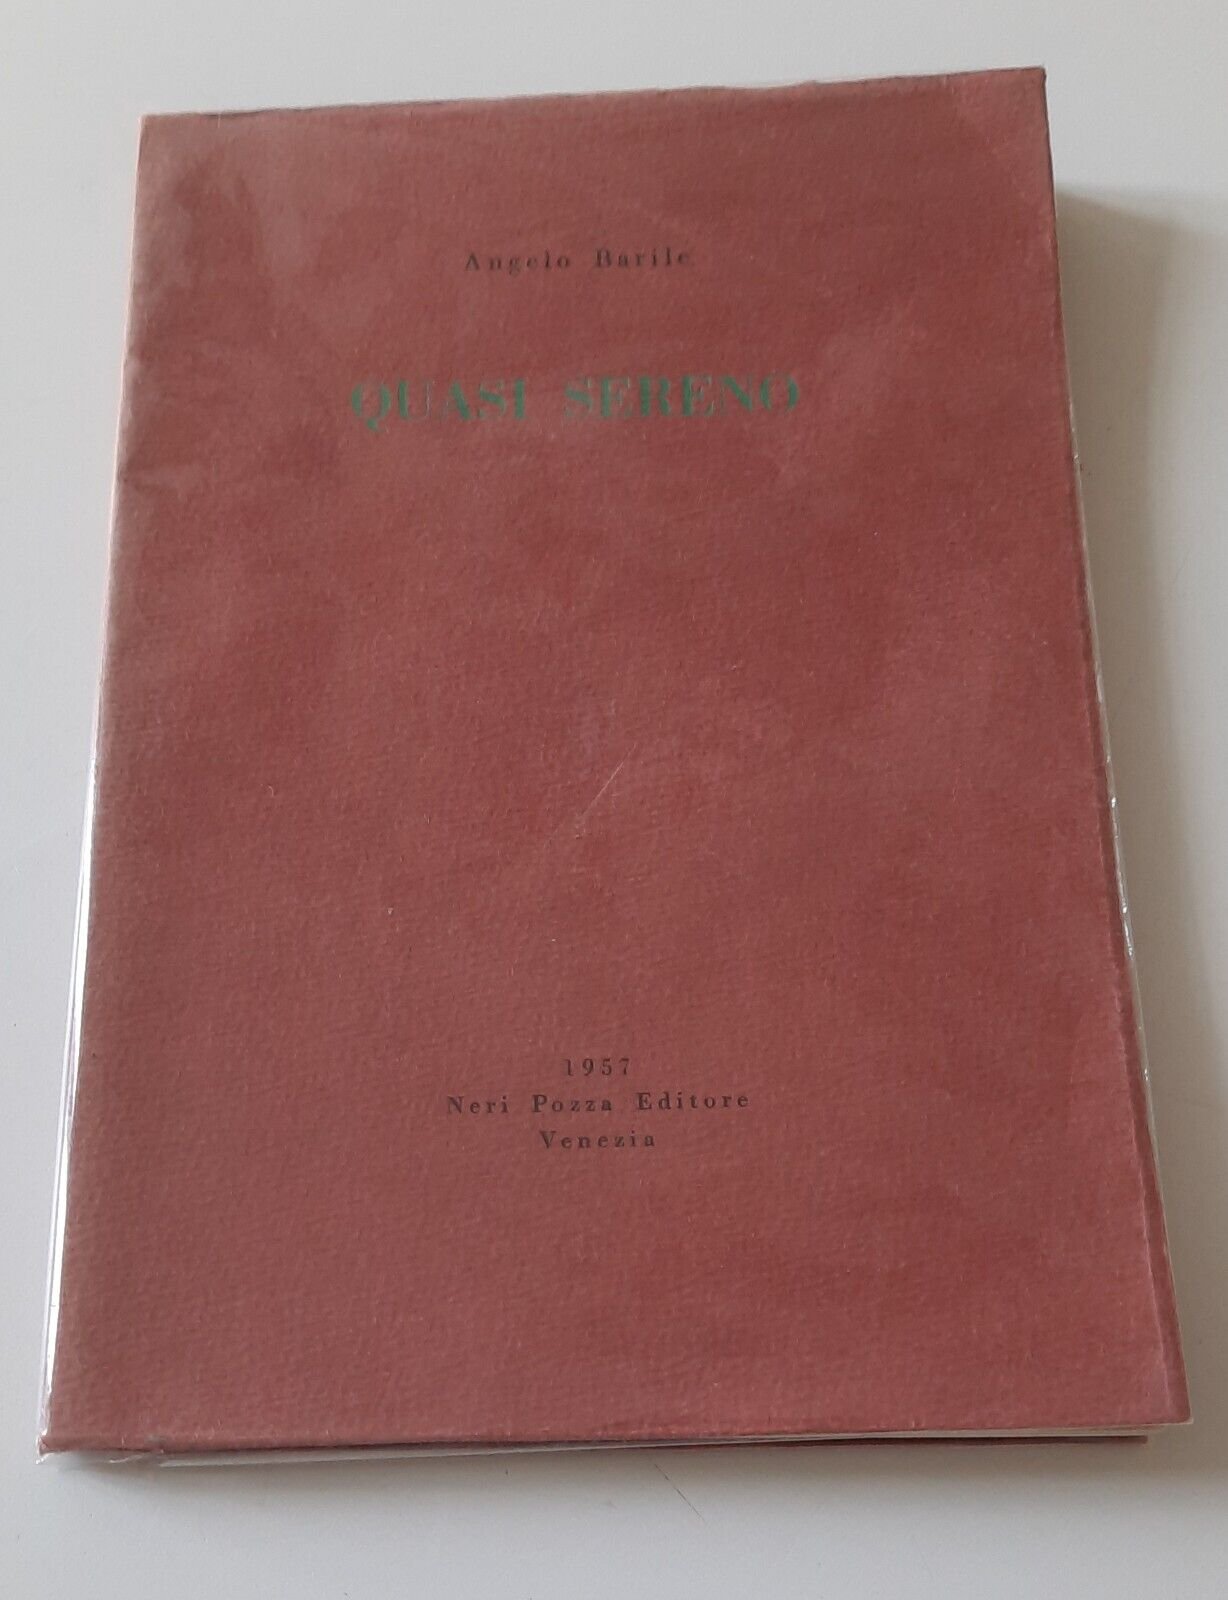 Angelo Barile
QUASI SERENO
1957
Neri Pozza Editore
Venezia